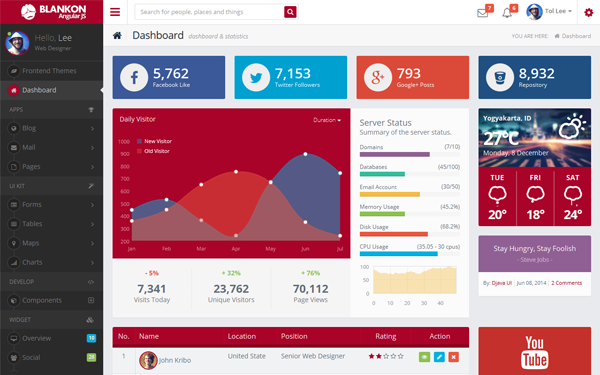 BLANKON
Angular JS
Search for people, places and things
7
6
Tol Lee
Hello, Lee
Web Designer
Dashboard dashboard & statistics
YOU ARE HERE: Dashboard
Frontend Themes
Dashboard
APPS
Blog
Mail
Pages
UI KIT
Forms
Tables
Maps
Charts
DEVELOP
Components
WIDGET
Overview 10
Social
5,762
Facebook Like
7,153
Twitter Followers
793
Google+ Posts
8,932
Repository
Daily Visitor
Duration
New Visitor
Old Visitor
1000
900
800
700
600
500
400
300
200
Jan Feb Mar Apr May Jun Jul
- 5%
7,341
Visits Today
+ 32%
23,762
Unique Visitors
+ 76%
70,112
Page Views
Server Status
Summary of the server status.
Domains (7/10)
Databases (45/100)
Email Account (30/50)
Memory Usage (45.2%)
Disk Usage (68.2%)
CPU Usage (35.05 - 30 cpus)
100
50
0
0 10 20 30 40
Yogyakarta, ID
27°C
Monday, 8 December
TUE FRI SAT
20° 18° 24°
Stay Hungry, Stay Foolish
- Steve Jobs -
By: Djava UI | Jun 08, 2014 | 2 Comments
No. Name Location Position Rating Action
1 John Kribo United State Senior Web Designer
You
Tube